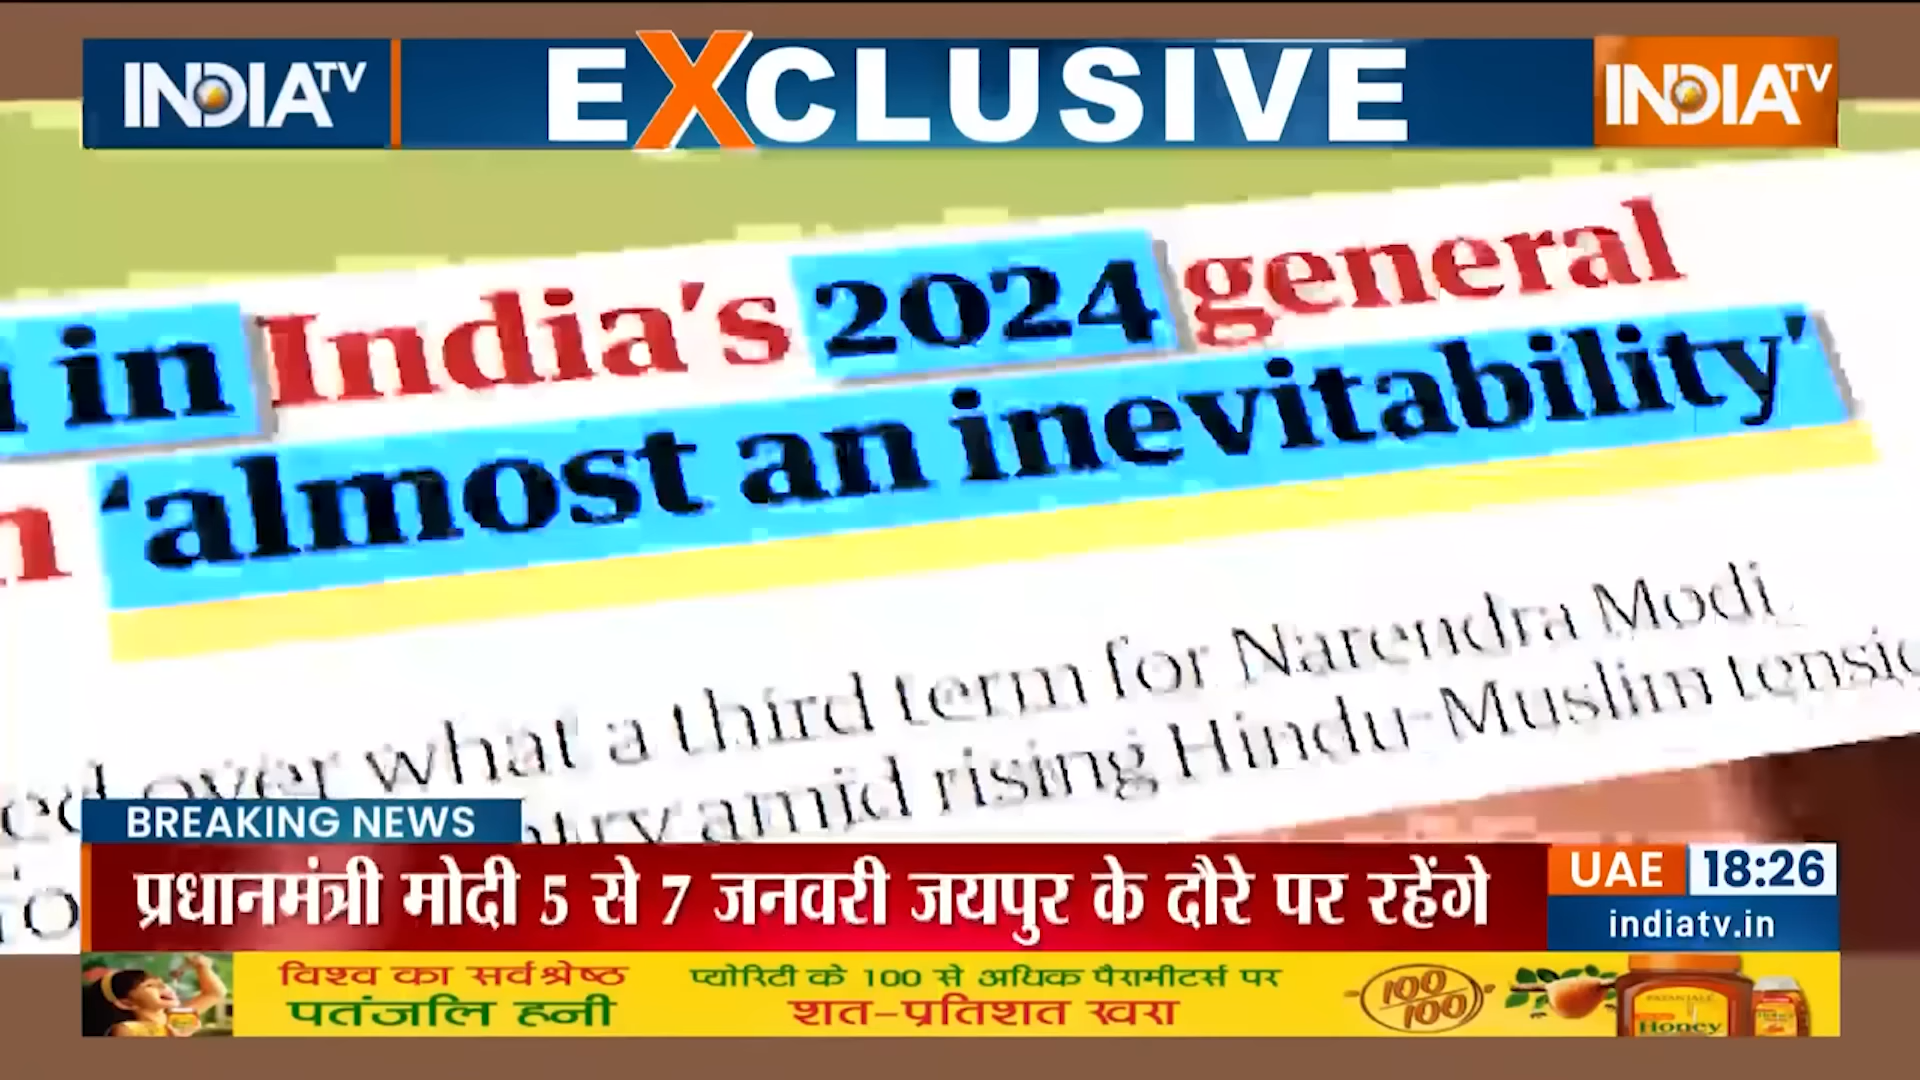 INDIA TV
EXCLUSIVE
INDIA TV
in India's 2024 general
'almost an inevitability'
over what a third term for Narendra Modi
amid rising Hindu-Muslim
BREAKING NEWS
प्रधानमंत्री मोदी 5 से 7 जनवरी जयपुर के दौरे पर रहेंगे
UAE 18:26
indiatv.in
विश्व का सर्वश्रेष्ठ
पतंजलि हनी
प्योरिटी के 100 से अधिक पैरामीटर्स पर
शत-प्रतिशत खरा
100
100
PATANJALI
Honey